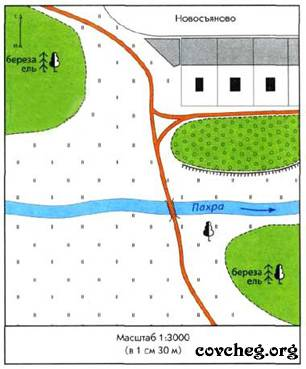 Новосъяново
береза
ель
Пахра
береза
ель
Масштаб 1:3000
(в 1 см 30 м)
covcheg.org